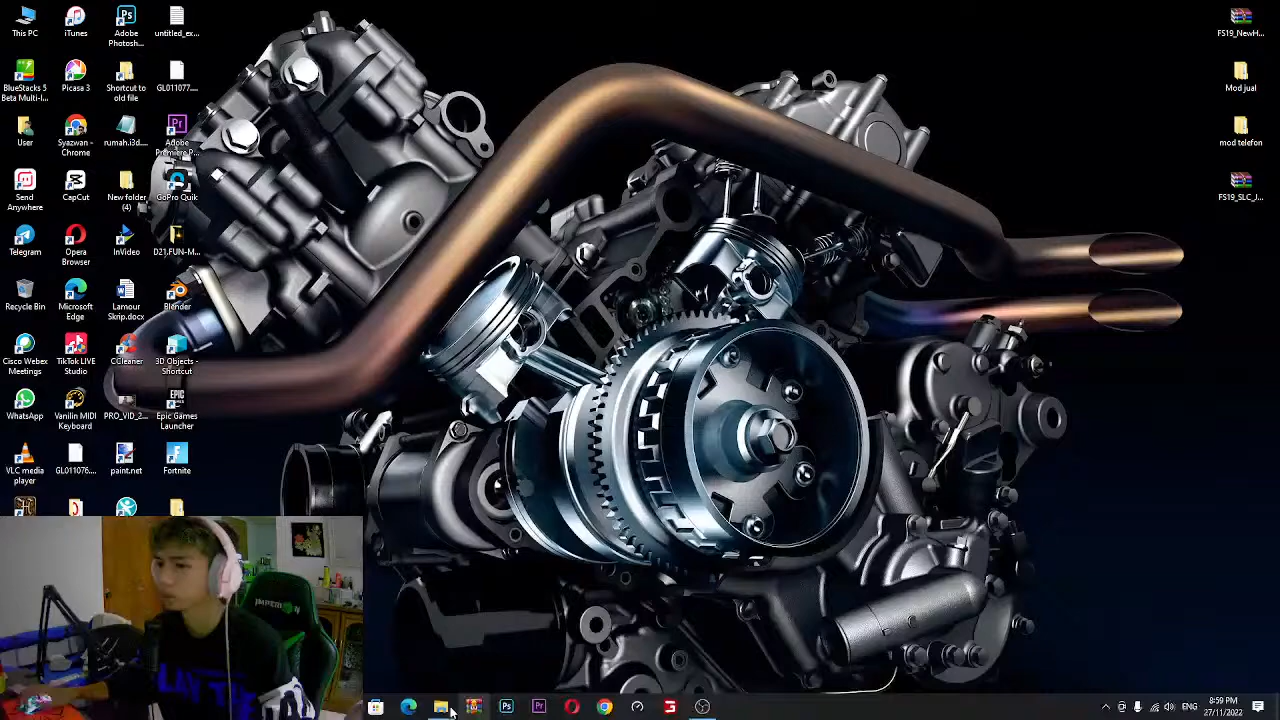 This PC
iTunes
Adobe
Photosh...
untitled_ex...
BlueStacks 5
Beta Multi-I...
Picasa 3
Shortcut to
old file
GL011077....
User
Syazwan -
Chrome
rumah.i3d....
Adobe
Premiere P...
Send
Anywhere
CapCut
New folder
(4)
GoPro Quik
Telegram
Opera
Browser
InVideo
D21.FUN-M...
Recycle Bin
Microsoft
Edge
Lamour
Skrip.docx
Blender
Cisco Webex
Meetings
TikTok LIVE
Studio
CCleaner
3D Objects -
Shortcut
WhatsApp
Vanilin MIDI
Keyboard
PRO_VID_2...
Epic Games
Launcher
VLC media
player
GL011076....
paint.net
Fortnite
FS19_NewH...
Mod jual
mod telefon
FS19_SLC_J...
IMPERION
ENG
8:59 PM
27/11/2022